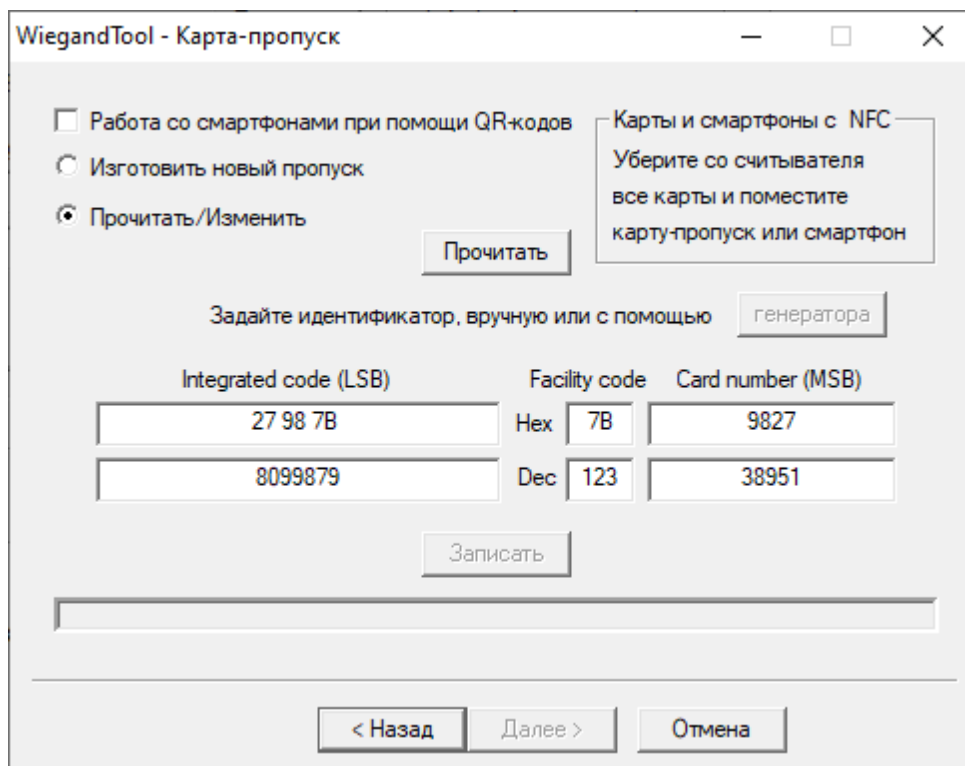 WiegandTool - Карта-пропуск
Работа со смартфонами при помощи QR-кодов
Изготовить новый пропуск
Прочитать/Изменить
Прочитать
Карты и смартфоны с NFC
Уберите со считывателя
все карты и поместите
карту-пропуск или смартфон
Задайте идентификатор, вручную или с помощью генератора
Integrated code (LSB) Facility code Card number (MSB)
27 98 7B Hex 7B 9827
8099879 Dec 123 38951
Записать
< Назад Далее > Отмена